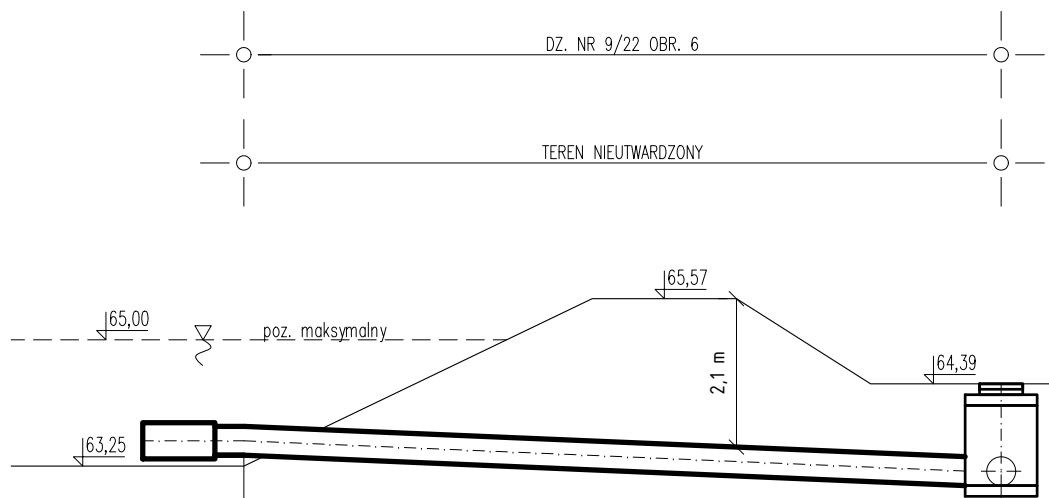 DZ. NR 9/22 OBR. 6
TEREN NIEUTWARDZONY
65,57
65,00
poz. maksymalny
64,39
2,1 m
63,25